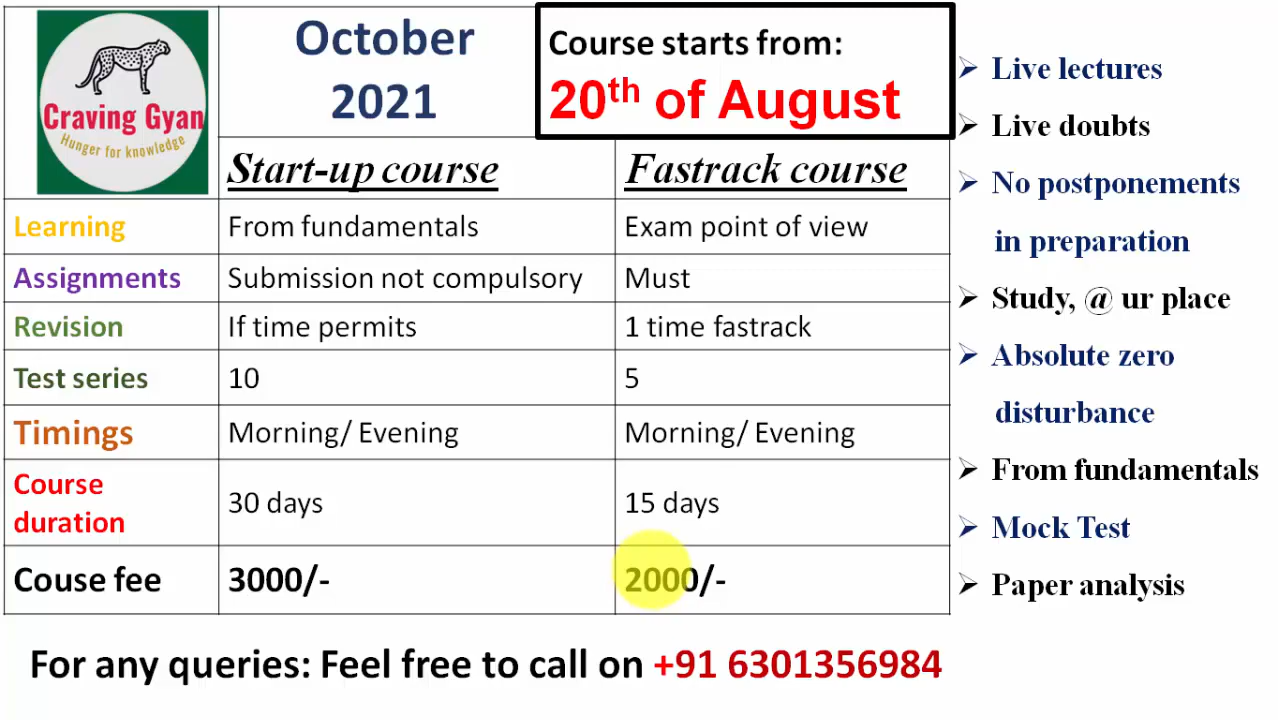 Craving Gyan
Hunger for knowledge
October
2021
Course starts from:
20th of August
Start-up course
Fastrack course
Learning
From fundamentals
Exam point of view
Assignments
Submission not compulsory
Must
Revision
If time permits
1 time fastrack
Test series
10
5
Timings
Morning/ Evening
Morning/ Evening
Course
duration
30 days
15 days
Couse fee
3000/-
2000/-
Live lectures
Live doubts
No postponements
in preparation
Study, @ ur place
Absolute zero
disturbance
From fundamentals
Mock Test
Paper analysis
For any queries: Feel free to call on +91 6301356984